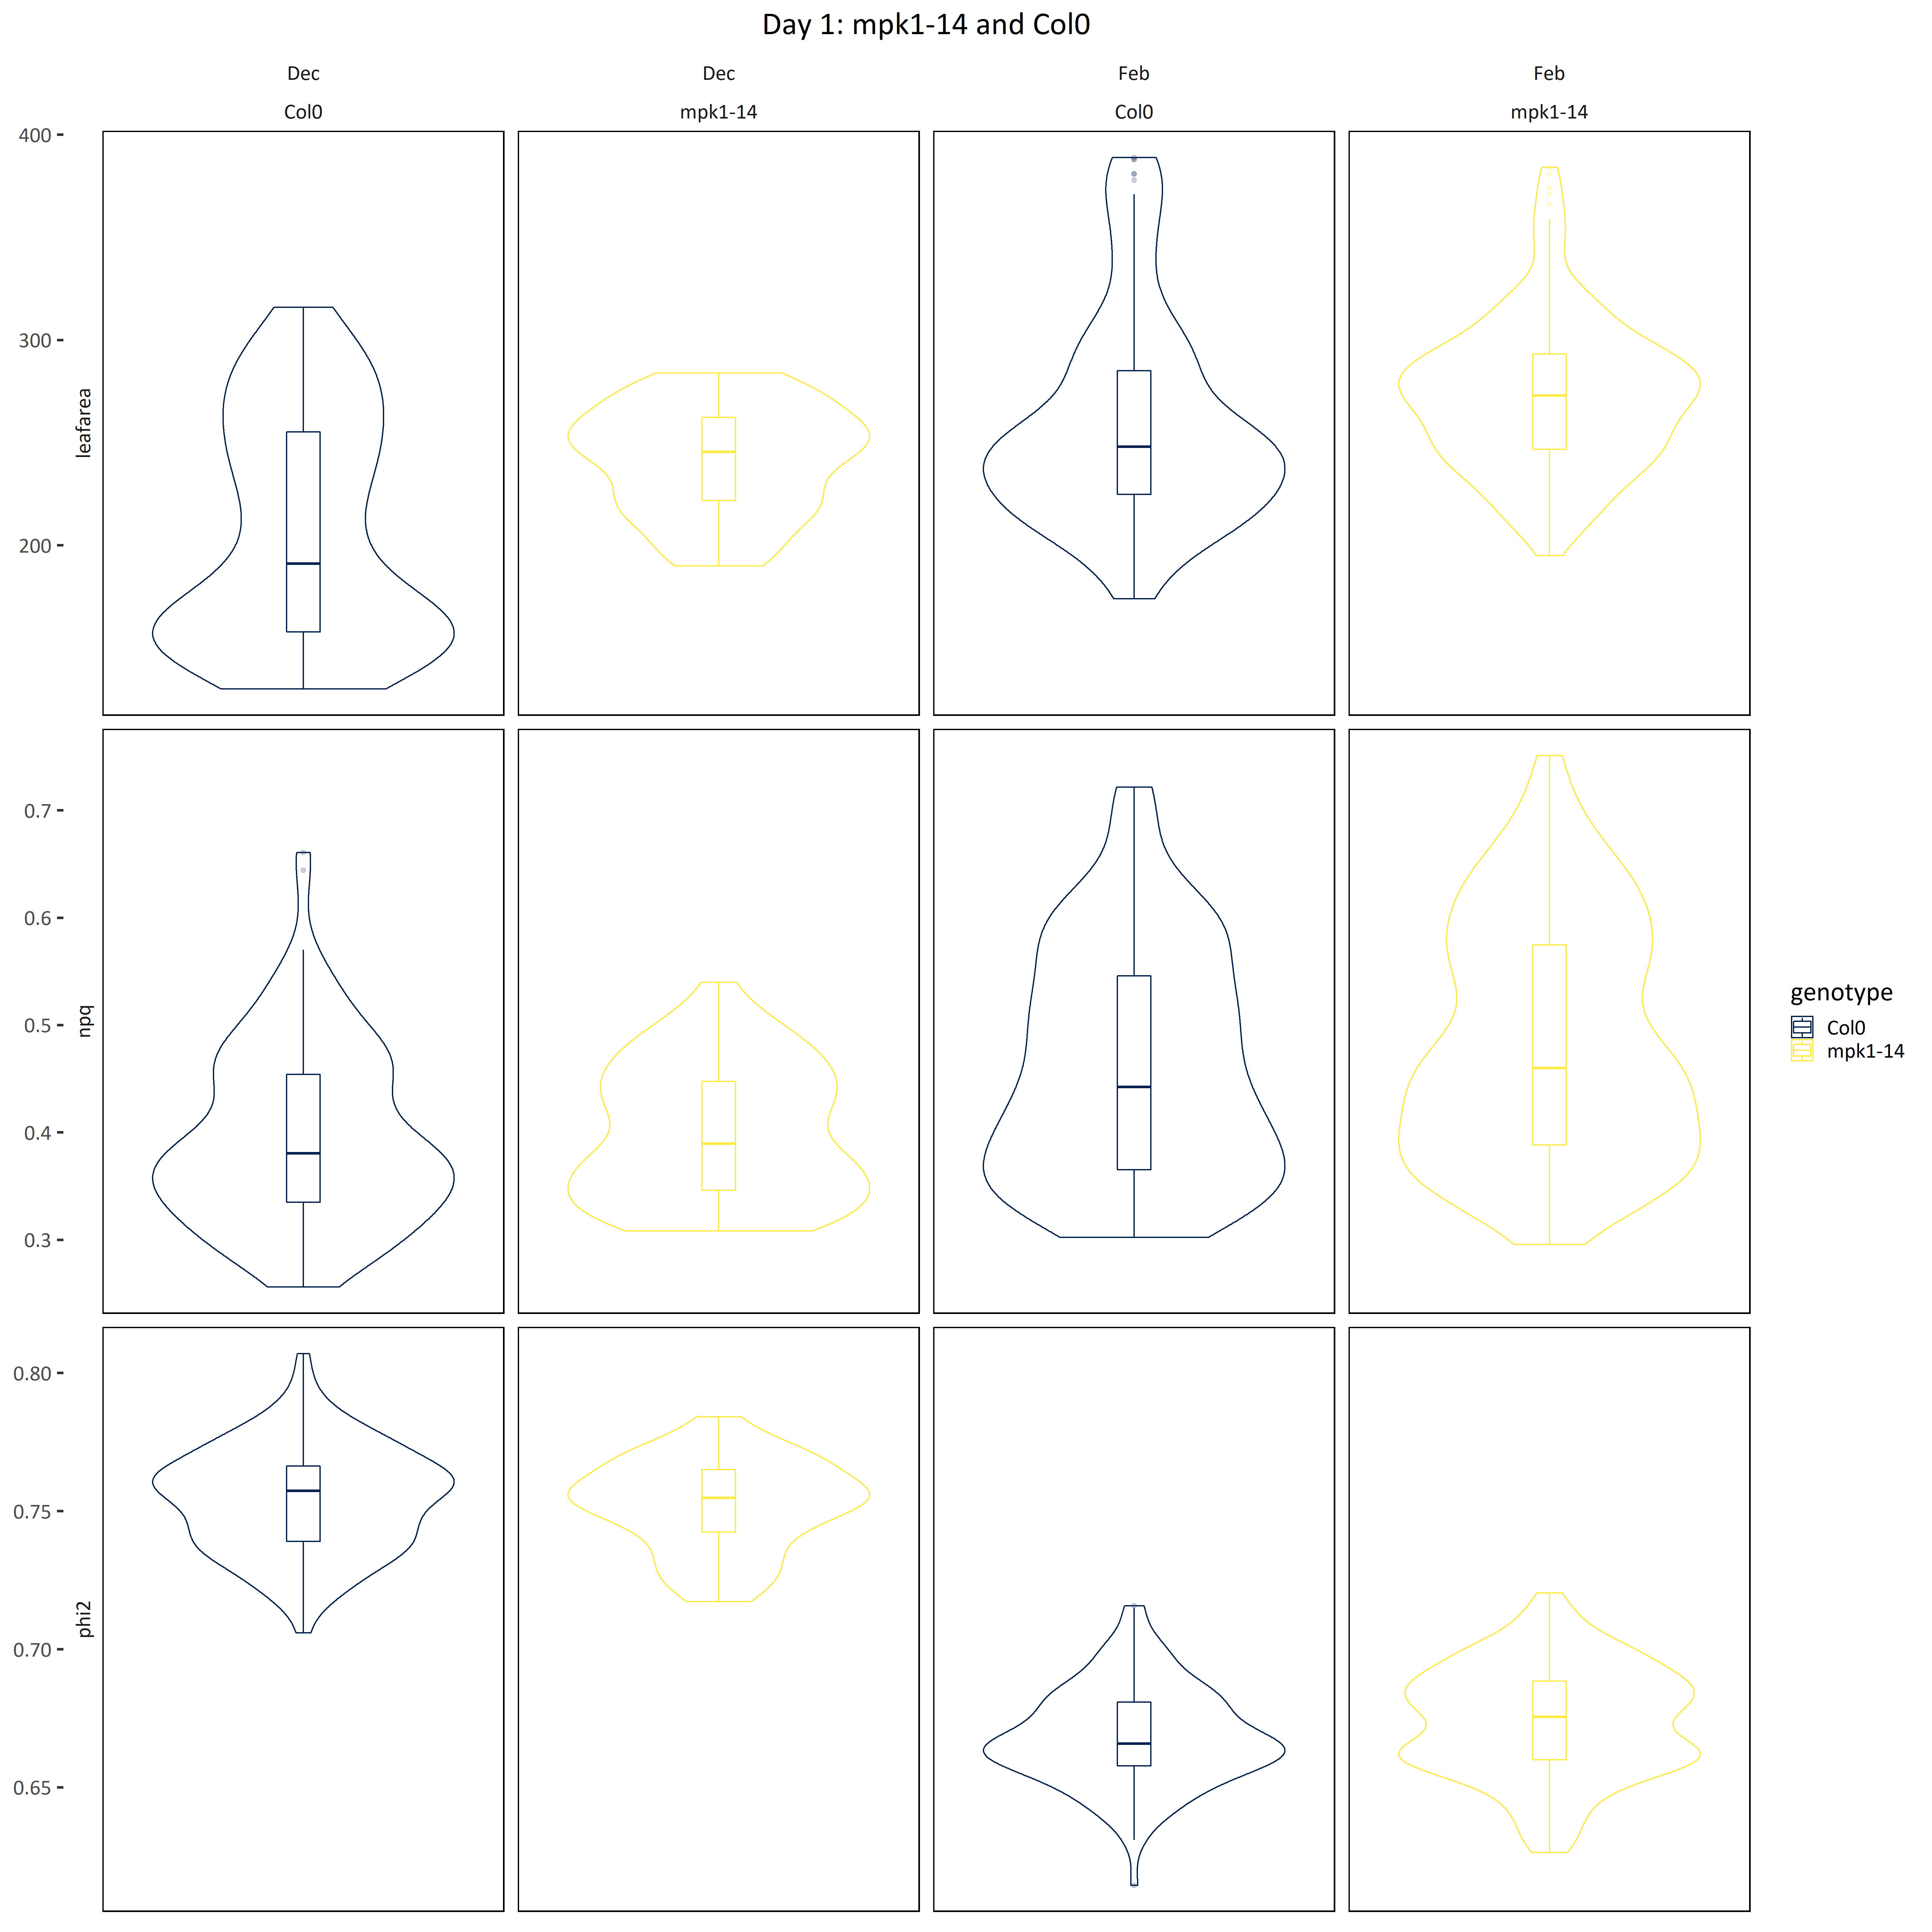 Day 1: mpk1-14 and Col0
Dec Dec Feb Feb
Col0 mpk1-14 Col0 mpk1-14
400
300
200
leafarea
0.7
0.6
0.5
0.4
0.3
npq
0.80
0.75
0.70
0.65
phi2
genotype
Col0
mpk1-14